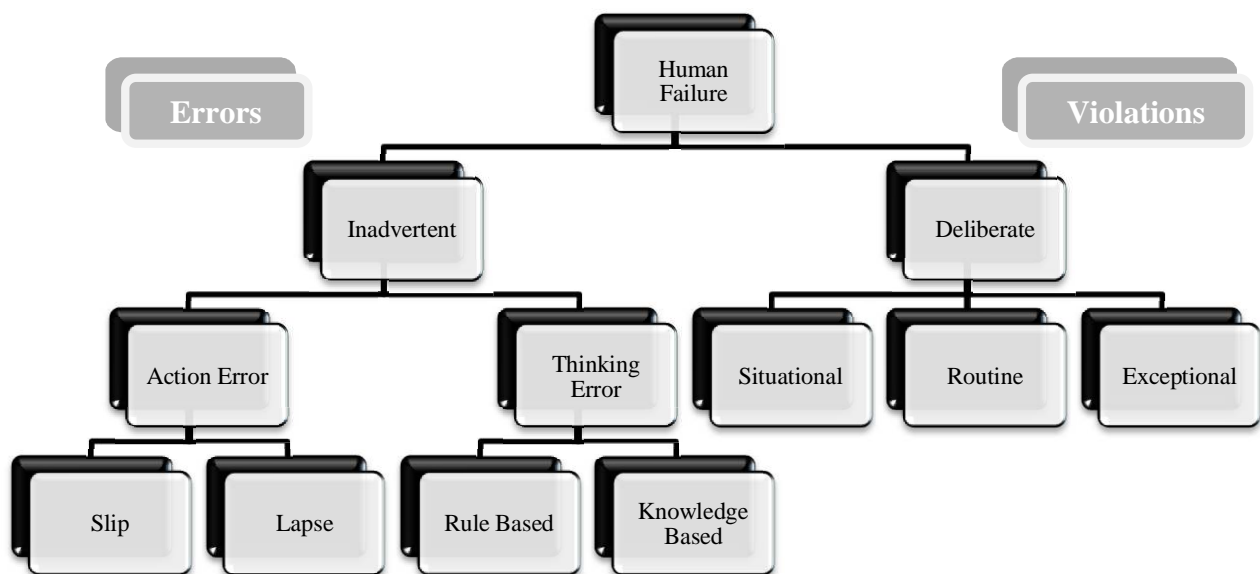 Human
Failure
Errors
Violations
Inadvertent
Deliberate
Action Error
Thinking
Error
Situational
Routine
Exceptional
Slip
Lapse
Rule Based
Knowledge
Based